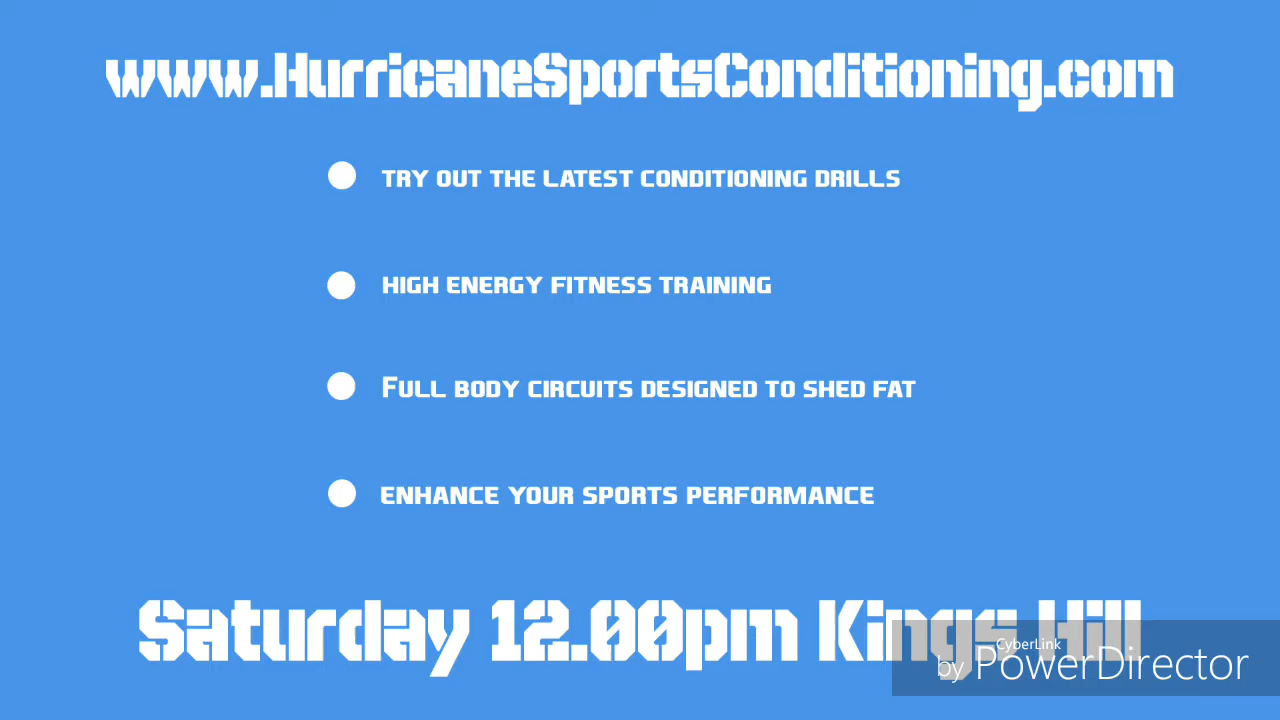 www.HurricaneSportsConditioning.com
TRY OUT THE LATEST CONDITIONING DRILLS
HIGH ENERGY FITNESS TRAINING
FULL BODY CIRCUITS DESIGNED TO SHED FAT
ENHANCE YOUR SPORTS PERFORMANCE
Saturday 12.00pm Kings Hill
CyberLink
by PowerDirector